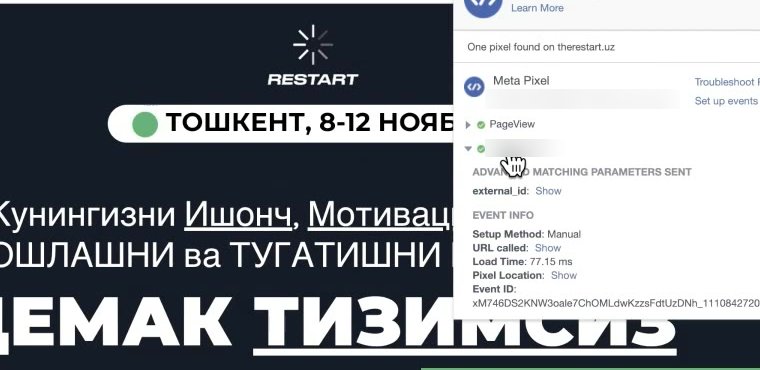 Learn More
One pixel found on therestart.uz
Meta Pixel
Troubleshoot
Set up events
PageView
ADVANCED MATCHING PARAMETERS SENT
external_id: Show
EVENT INFO
Setup Method: Manual
URL called: Show
Load Time: 77.15 ms
Pixel Location: Show
Event ID:
xM746DS2KNW3oale7ChOMLdwKzzsFdtUzDNh_1110842720
RESTART
ТОШКЕНТ, 8-12 НОЯБ
Кунингизни Ишонч, Мотивац
ОШЛАШНИ ва ТУГАТИШНИ
ДЕМАК ТИЗИМСИЗ